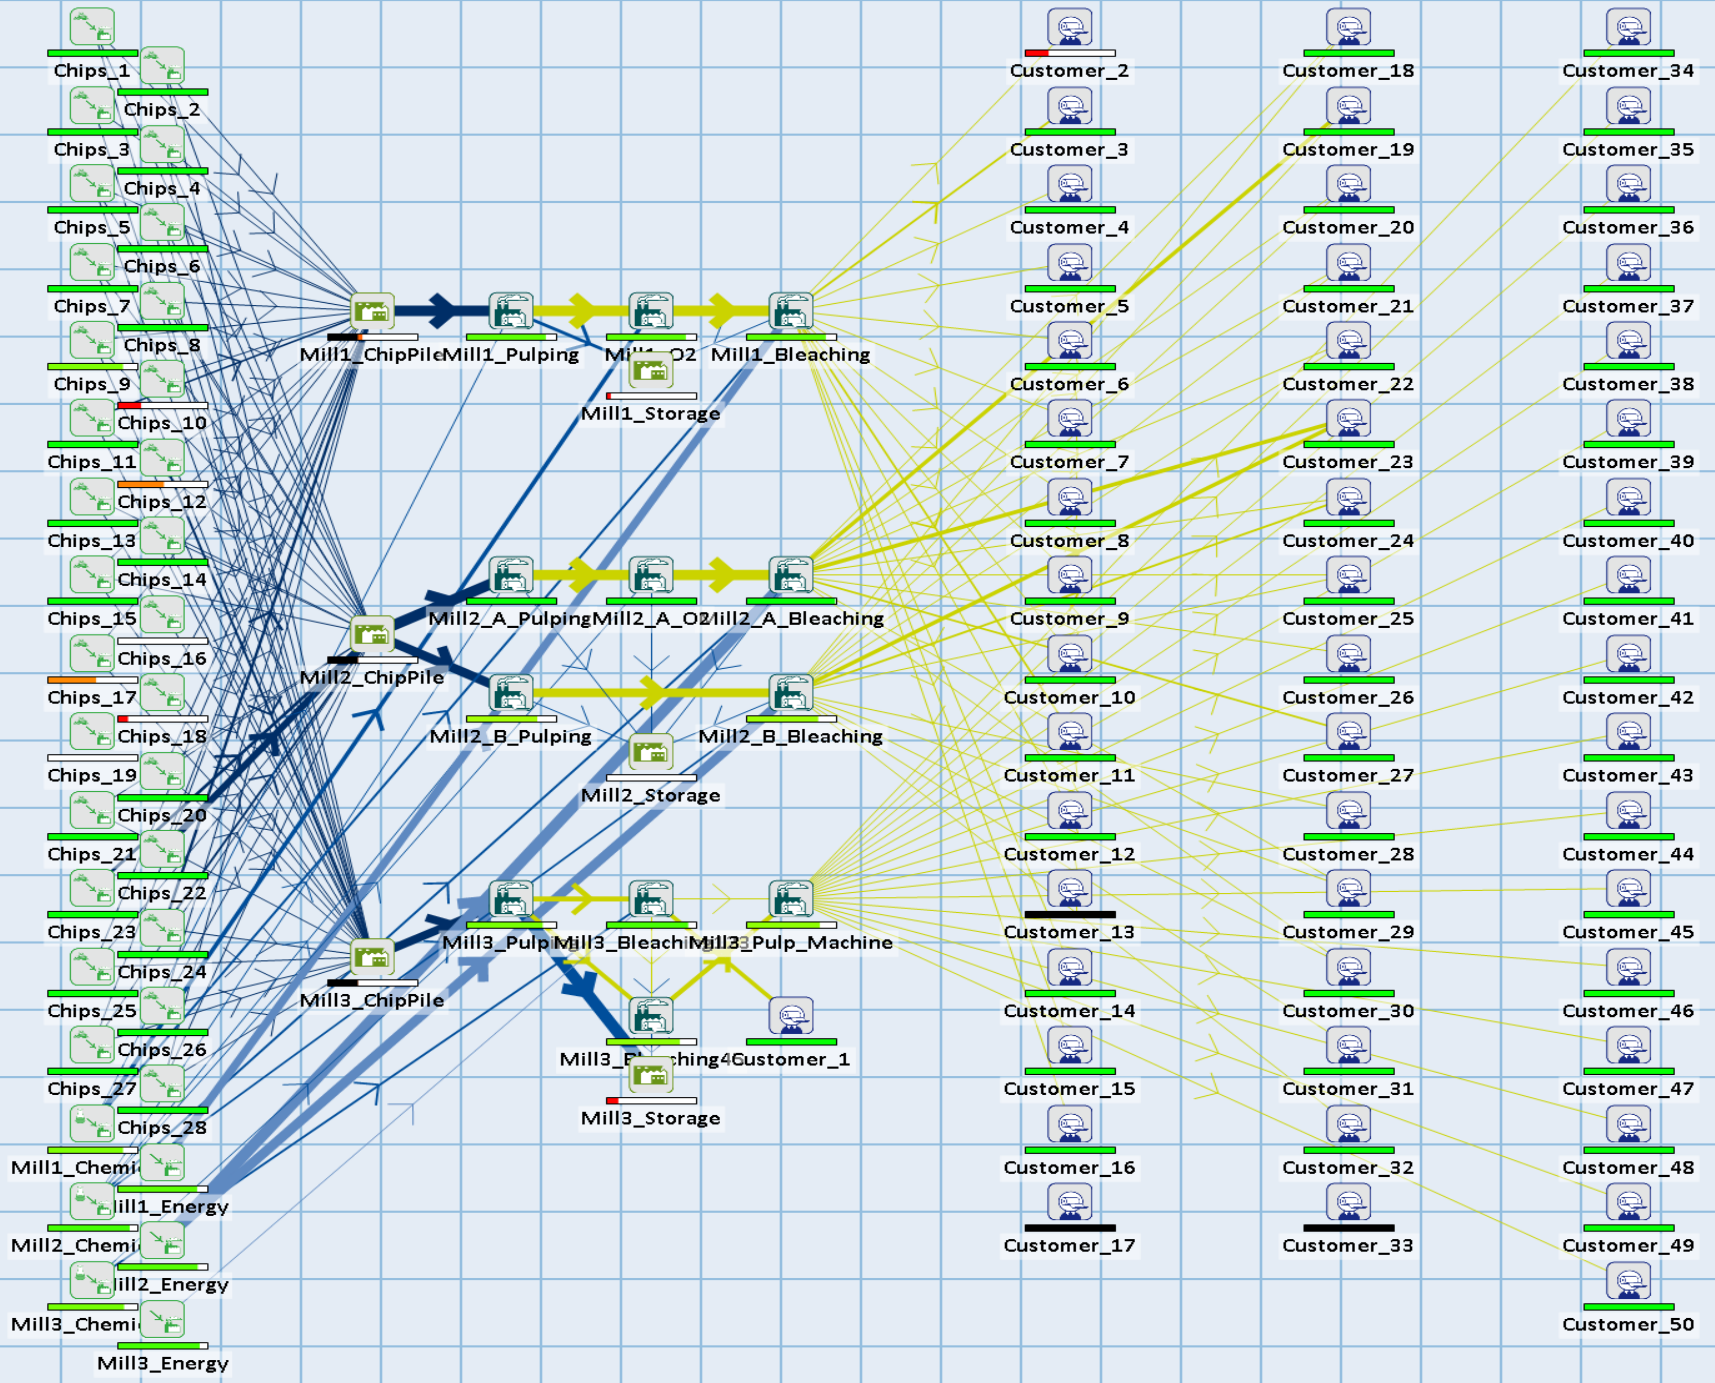 Chips_1
Chips_2
Chips_3
Chips_4
Chips_5
Chips_6
Chips_7
Chips_8
Chips_9
Chips_10
Chips_11
Chips_12
Chips_13
Chips_14
Chips_15
Chips_16
Chips_17
Chips_18
Chips_19
Chips_20
Chips_21
Chips_22
Chips_23
Chips_24
Chips_25
Chips_26
Chips_27
Chips_28
Mill1_Chemi
ill1_Energy
Mill2_Chemi
ill2_Energy
Mill3_Chemi
Mill3_Energy
Mill1_ChipPile
Mill1_Pulping
Mill1_O2
Mill1_Bleaching
Mill1_Storage
Mill2_ChipPile
Mill2_A_Pulping
Mill2_A_O2
Mill2_A_Bleaching
Mill2_B_Pulping
Mill2_B_Bleaching
Mill2_Storage
Mill3_ChipPile
Mill3_Pulping
Mill3_Bleaching
Mill3_Pulp_Machine
Mill3_Bleaching45
Customer_1
Mill3_Storage
Customer_2
Customer_3
Customer_4
Customer_5
Customer_6
Customer_7
Customer_8
Customer_9
Customer_10
Customer_11
Customer_12
Customer_13
Customer_14
Customer_15
Customer_16
Customer_17
Customer_18
Customer_19
Customer_20
Customer_21
Customer_22
Customer_23
Customer_24
Customer_25
Customer_26
Customer_27
Customer_28
Customer_29
Customer_30
Customer_31
Customer_32
Customer_33
Customer_34
Customer_35
Customer_36
Customer_37
Customer_38
Customer_39
Customer_40
Customer_41
Customer_42
Customer_43
Customer_44
Customer_45
Customer_46
Customer_47
Customer_48
Customer_49
Customer_50